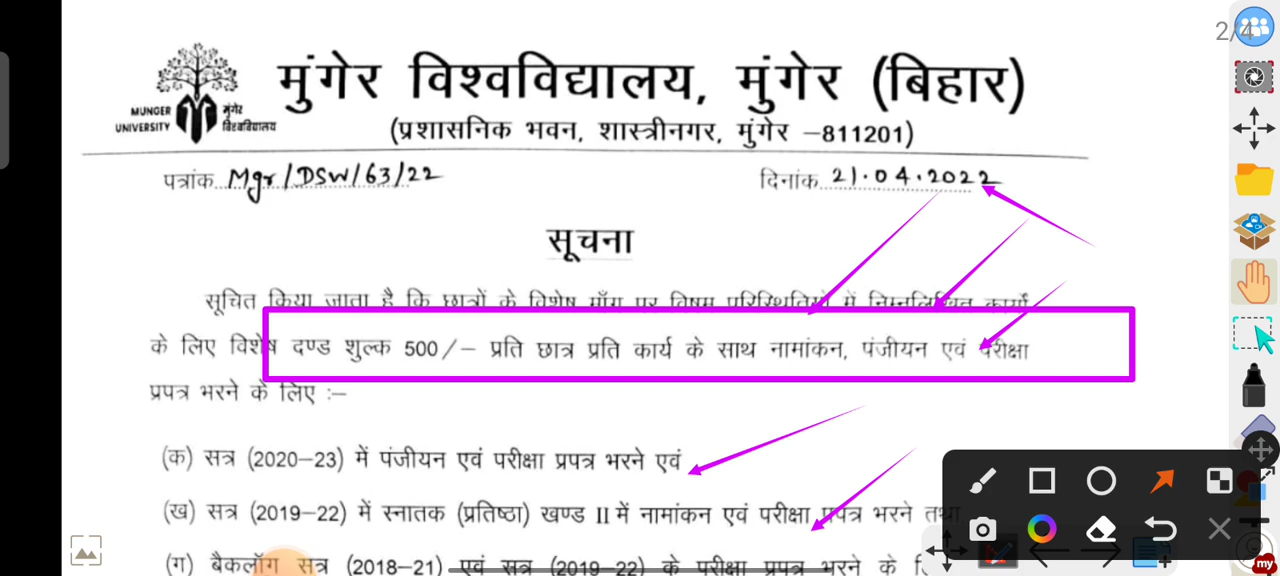 2/4
मुंगेर विश्वविद्यालय, मुंगेर (बिहार)
MUNGER UNIVERSITY
मुंगेर विश्वविद्यालय
(प्रशासनिक भवन, शास्त्रीनगर, मुंगेर –811201)
पत्रांक Mgr/DSW/63/22
दिनांक 21.04.2022
सूचना
सूचित किया जाता है कि छात्रों के विशेष माँग पर विषम परिस्थितियों में निम्नलिखित कार्यों
के लिए विशेष दण्ड शुल्क 500/– प्रति छात्र प्रति कार्य के साथ नामांकन, पंजीयन एवं परीक्षा
प्रपत्र भरने के लिए :–
(क) सत्र (2020–23) में पंजीयन एवं परीक्षा प्रपत्र भरने एवं
(ख) सत्र (2019–22) में स्नातक (प्रतिष्ठा) खण्ड II में नामांकन एवं परीक्षा प्रपत्र भरने तथा
(ग) बैकलॉग सत्र (2018–21) एवं सत्र (2019–22) के परीक्षा प्रपत्र भरने के
my